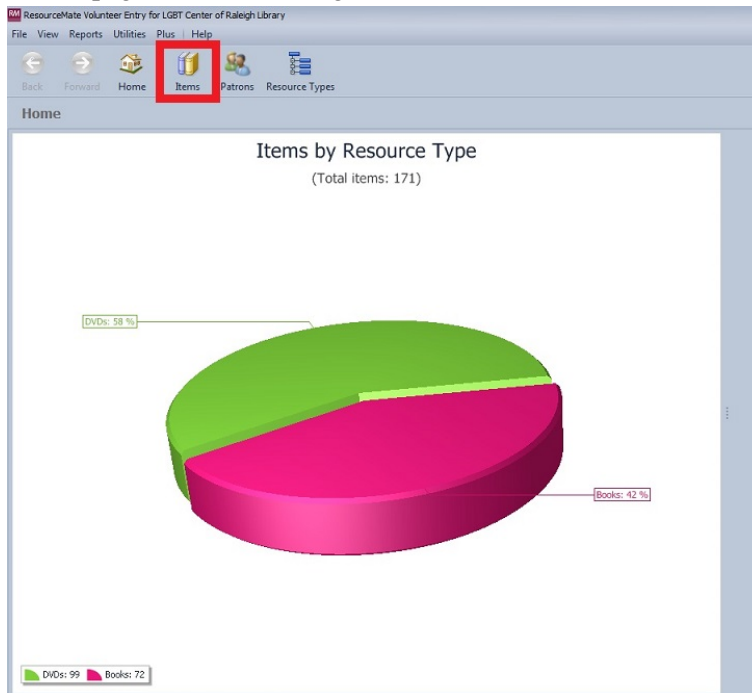 RM ResourceMate Volunteer Entry for LGBT Center of Raleigh Library
File View Reports Utilities Plus Help
Back Forward Home Items Patrons Resource Types
Home
Items by Resource Type
(Total items: 171)
DVDs: 58 %
Books: 42 %
DVDs: 99 Books: 72